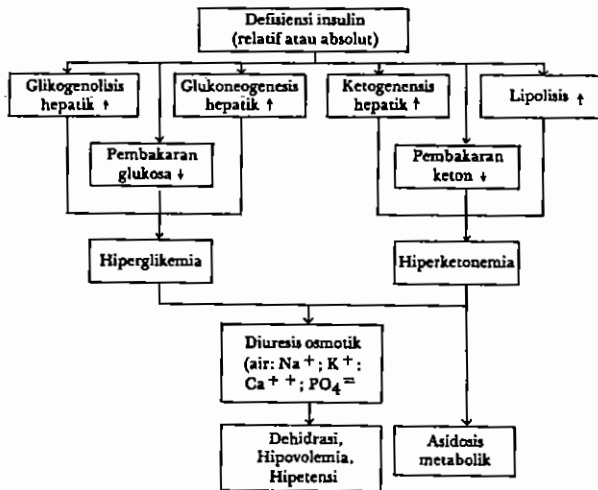 Defisiensi insulin
(relatif atau absolut)
Glikogenolisis
hepatik ↑
Glukoneogenesis
hepatik ↑
Ketogenensis
hepatik ↑
Lipolisis ↑
Pembakaran
glukosa ↓
Pembakaran
keton ↓
Hiperglikemia
Hiperketonemia
Diuresis osmotik
(air: Na⁺; K⁺:
Ca⁺⁺; PO₄⁼
Dehidrasi,
Hipovolemia,
Hipetensi
Asidosis
metabolik